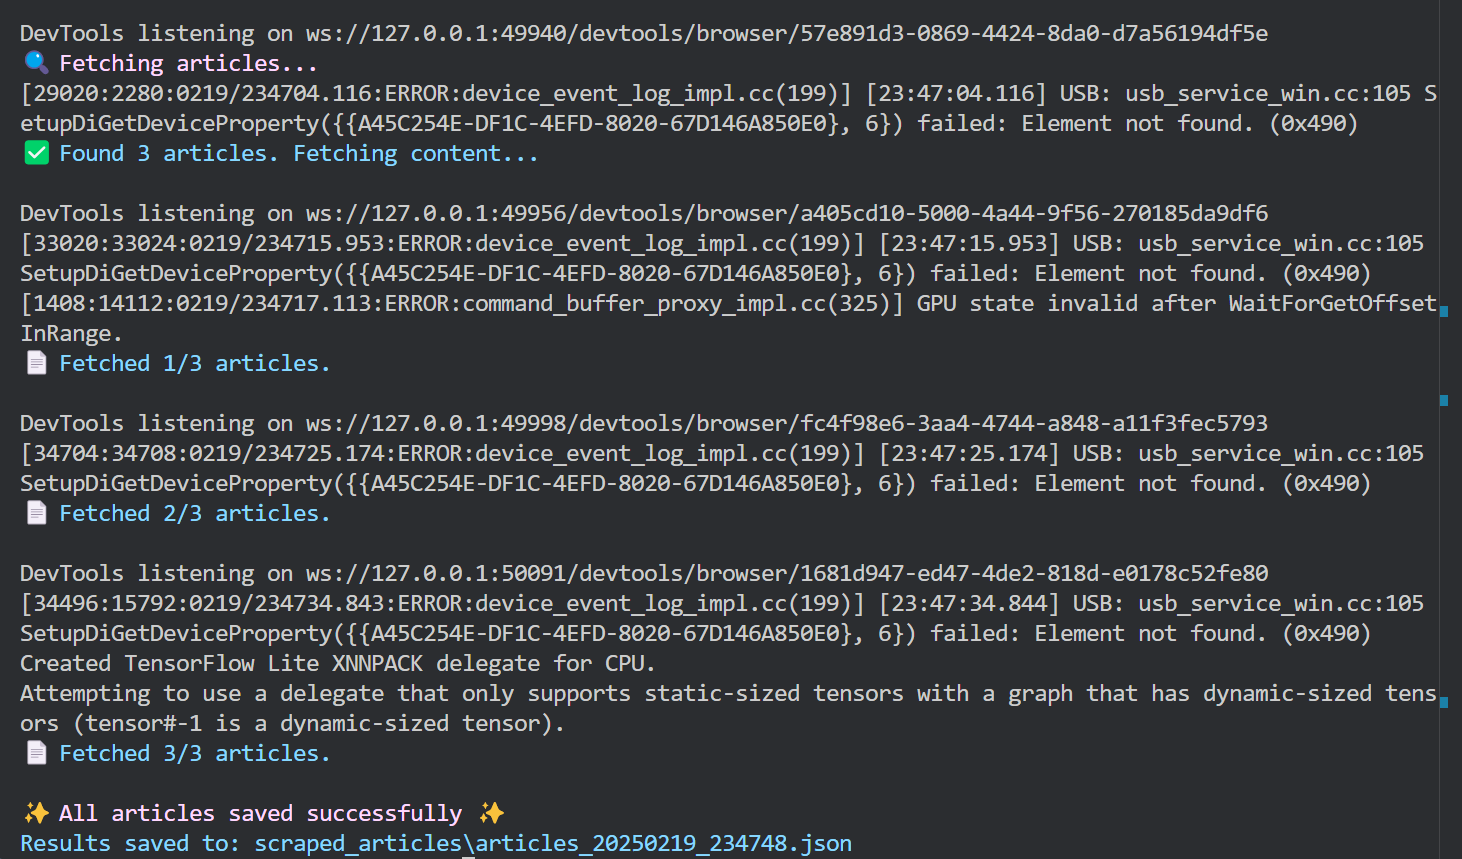 DevTools listening on ws://127.0.0.1:49940/devtools/browser/57e891d3-0869-4424-8da0-d7a56194df5e
🔍 Fetching articles...
[29020:2280:0219/234704.116:ERROR:device_event_log_impl.cc(199)] [23:47:04.116] USB: usb_service_win.cc:105 S
etupDiGetDeviceProperty({{A45C254E-DF1C-4EFD-8020-67D146A850E0}, 6}) failed: Element not found. (0x490)
✅ Found 3 articles. Fetching content...

DevTools listening on ws://127.0.0.1:49956/devtools/browser/a405cd10-5000-4a44-9f56-270185da9df6
[33020:33024:0219/234715.953:ERROR:device_event_log_impl.cc(199)] [23:47:15.953] USB: usb_service_win.cc:105
SetupDiGetDeviceProperty({{A45C254E-DF1C-4EFD-8020-67D146A850E0}, 6}) failed: Element not found. (0x490)
[1408:14112:0219/234717.113:ERROR:command_buffer_proxy_impl.cc(325)] GPU state invalid after WaitForGetOffset
InRange.
📄 Fetched 1/3 articles.

DevTools listening on ws://127.0.0.1:49998/devtools/browser/fc4f98e6-3aa4-4744-a848-a11f3fec5793
[34704:34708:0219/234725.174:ERROR:device_event_log_impl.cc(199)] [23:47:25.174] USB: usb_service_win.cc:105
SetupDiGetDeviceProperty({{A45C254E-DF1C-4EFD-8020-67D146A850E0}, 6}) failed: Element not found. (0x490)
📄 Fetched 2/3 articles.

DevTools listening on ws://127.0.0.1:50091/devtools/browser/1681d947-ed47-4de2-818d-e0178c52fe80
[34496:15792:0219/234734.843:ERROR:device_event_log_impl.cc(199)] [23:47:34.844] USB: usb_service_win.cc:105
SetupDiGetDeviceProperty({{A45C254E-DF1C-4EFD-8020-67D146A850E0}, 6}) failed: Element not found. (0x490)
Created TensorFlow Lite XNNPACK delegate for CPU.
Attempting to use a delegate that only supports static-sized tensors with a graph that has dynamic-sized tens
ors (tensor#-1 is a dynamic-sized tensor).
📄 Fetched 3/3 articles.

✨ All articles saved successfully ✨
Results saved to: scraped_articles\articles_20250219_234748.json